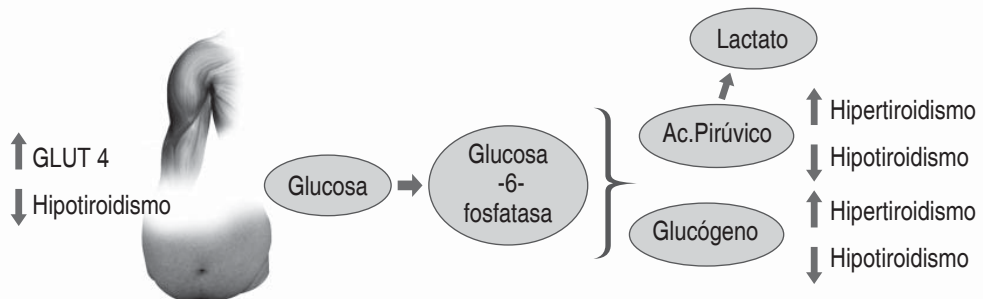 GLUT 4
Hipotiroidismo
Glucosa
Glucosa
-6-
fosfatasa
Lactato
Ac.Pirúvico
Glucógeno
Hipertiroidismo
Hipotiroidismo
Hipertiroidismo
Hipotiroidismo